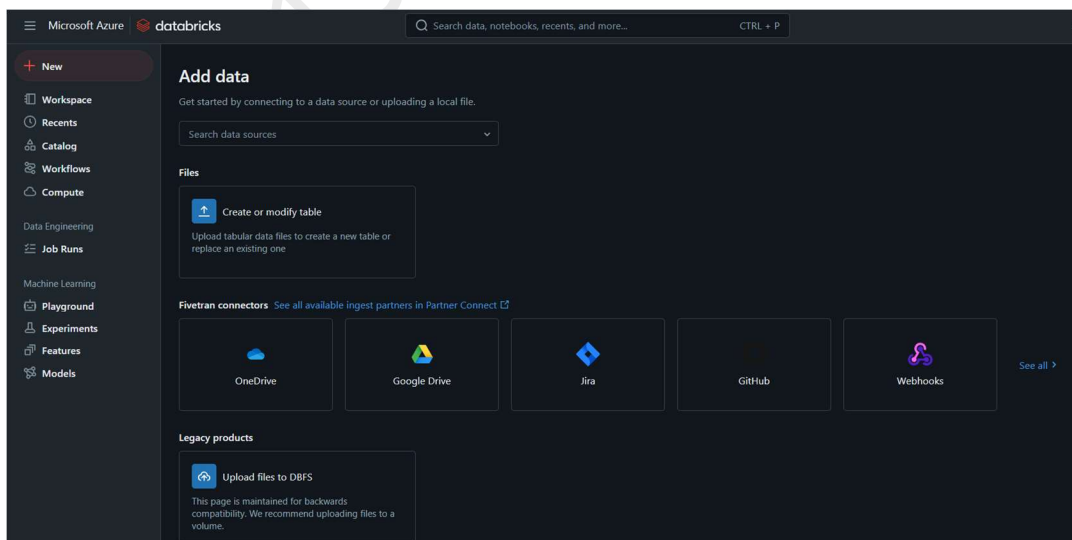 Microsoft Azure databricks
Search data, notebooks, recents, and more... CTRL + P
New
Workspace
Recents
Catalog
Workflows
Compute
Data Engineering
Job Runs
Machine Learning
Playground
Experiments
Features
Models
Add data
Get started by connecting to a data source or uploading a local file.
Search data sources
Files
Create or modify table
Upload tabular data files to create a new table or
replace an existing one
Fivetran connectors See all available ingest partners in Partner Connect
OneDrive
Google Drive
Jira
GitHub
Webhooks
See all
Legacy products
Upload files to DBFS
This page is maintained for backwards
compatibility. We recommend uploading files to a
volume.